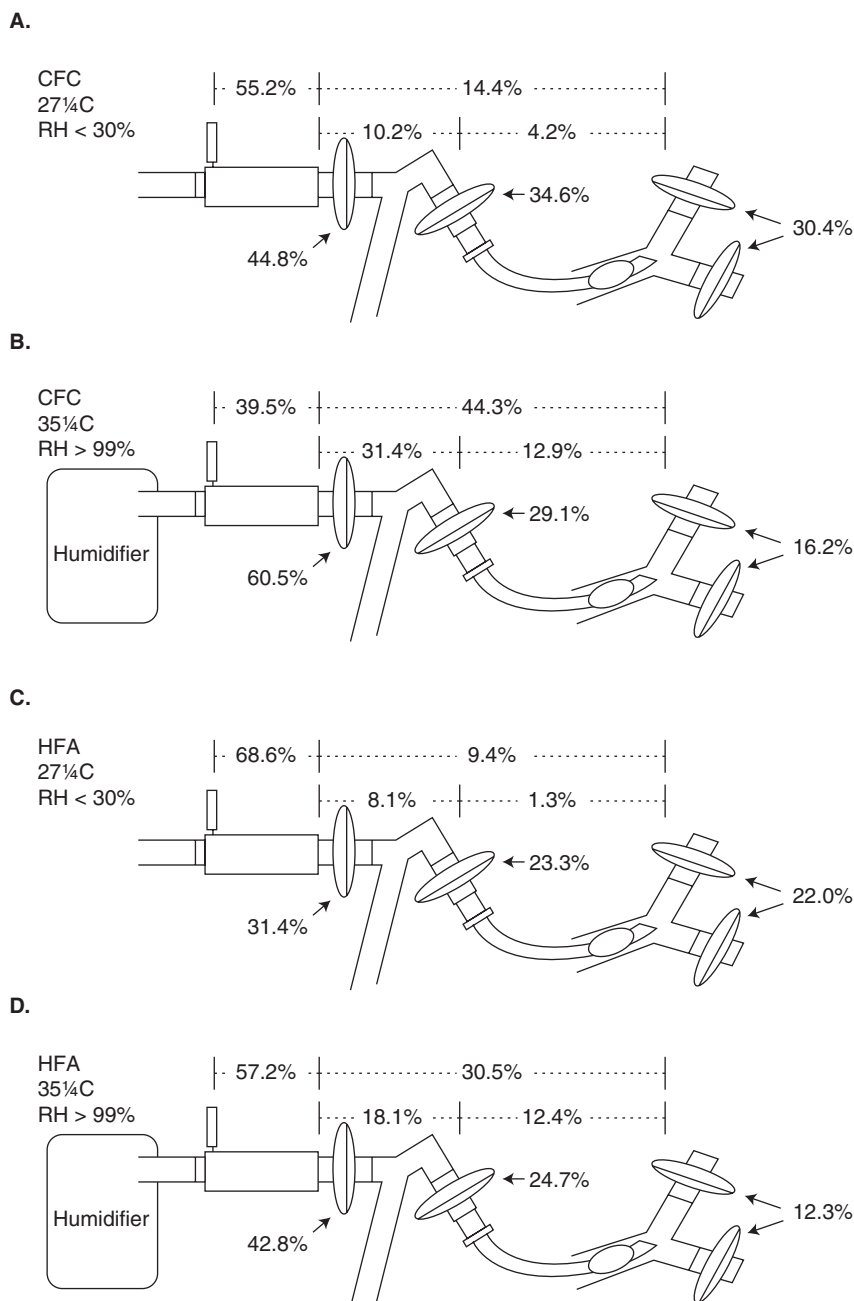 A.
CFC
27¼C
RH < 30%
55.2%
14.4%
10.2%
4.2%
34.6%
30.4%
44.8%
B.
CFC
35¼C
RH > 99%
39.5%
44.3%
31.4%
12.9%
Humidifier
29.1%
16.2%
60.5%
C.
HFA
27¼C
RH < 30%
68.6%
9.4%
8.1%
1.3%
23.3%
22.0%
31.4%
D.
HFA
35¼C
RH > 99%
57.2%
30.5%
18.1%
12.4%
Humidifier
24.7%
12.3%
42.8%